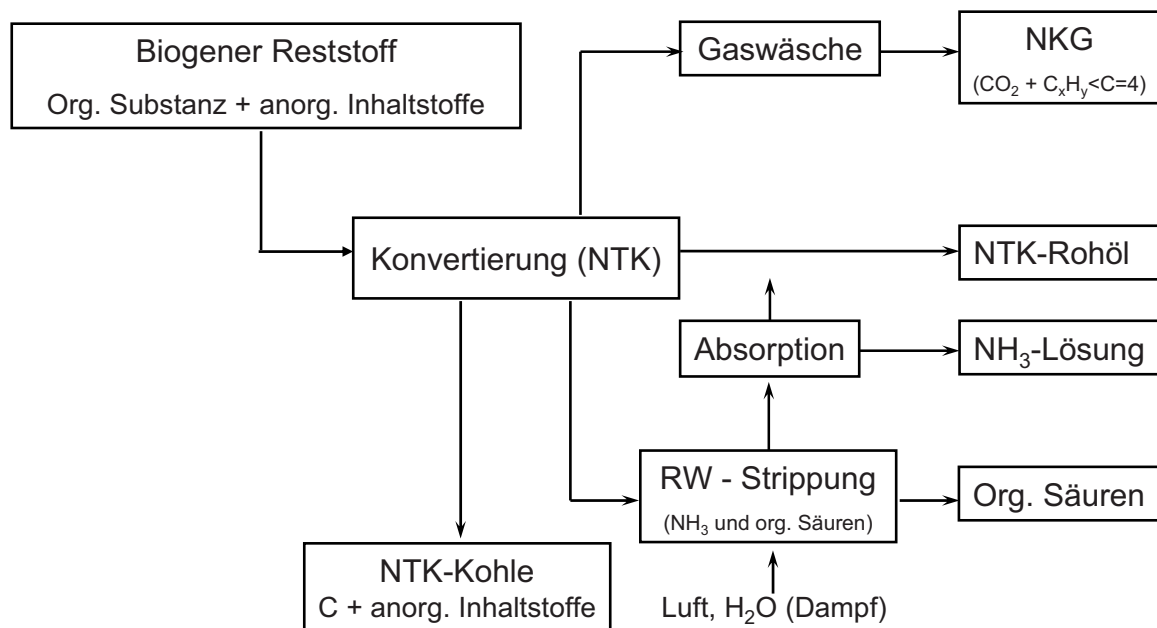 Biogener Reststoff
Org. Substanz + anorg. Inhaltstoffe
Gaswäsche
NKG
(CO₂ + CₓHᵧ<C=4)
Konvertierung (NTK)
NTK-Rohöl
Absorption
NH₃-Lösung
RW - Strippung
(NH₃ und org. Säuren)
Org. Säuren
NTK-Kohle
C + anorg. Inhaltstoffe
Luft, H₂O (Dampf)